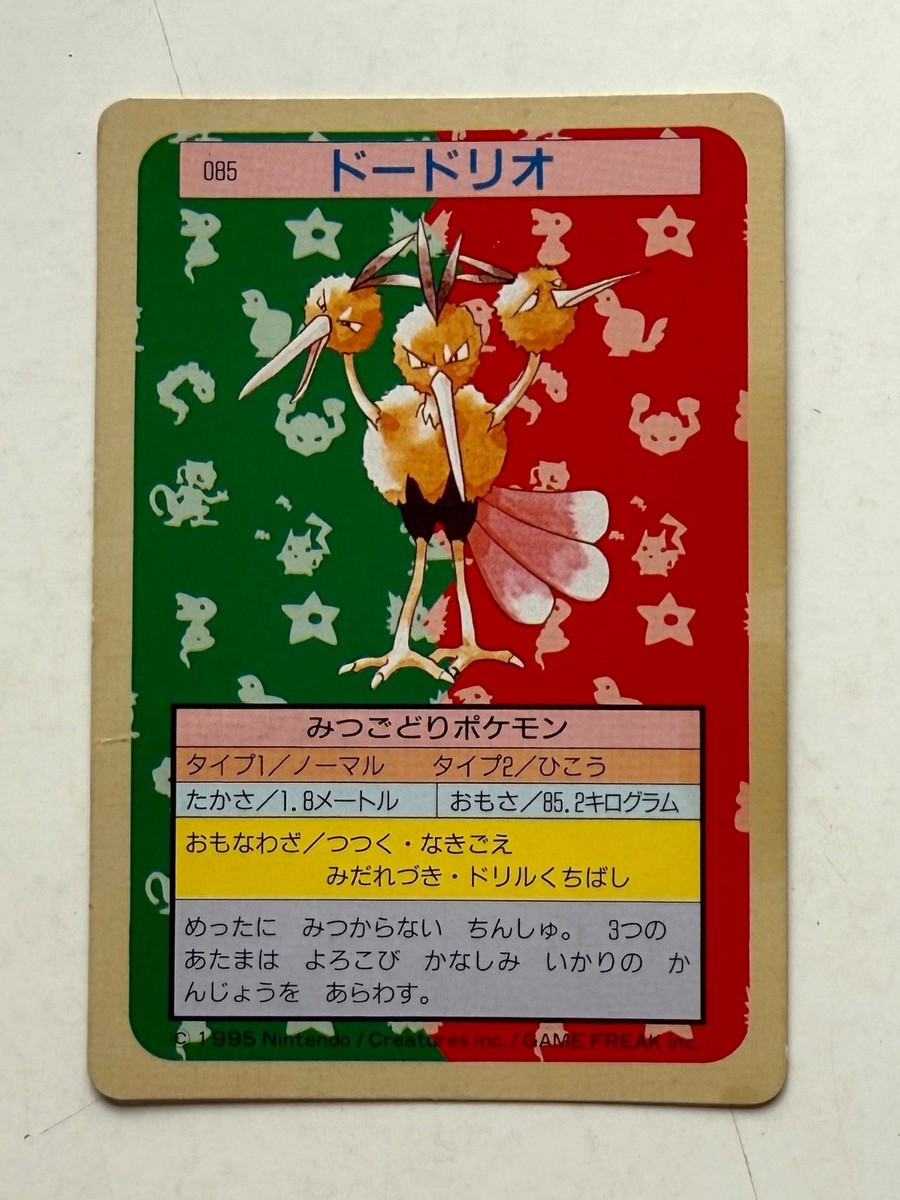 085 ドードリオ
みつごどりポケモン
タイプ1/ノーマル タイプ2/ひこう
たかさ/1.8メートル おもさ/85.2キログラム
おもなわざ/つつく・なきごえ
みだれづき・ドリルくちばし
めったに みつからない ちんしゅ。 3つの
あたまは よろこび かなしみ いかりの か
んじょうを あらわす。
© 1995 Nintendo / Creatures inc. / GAME FREAK inc.